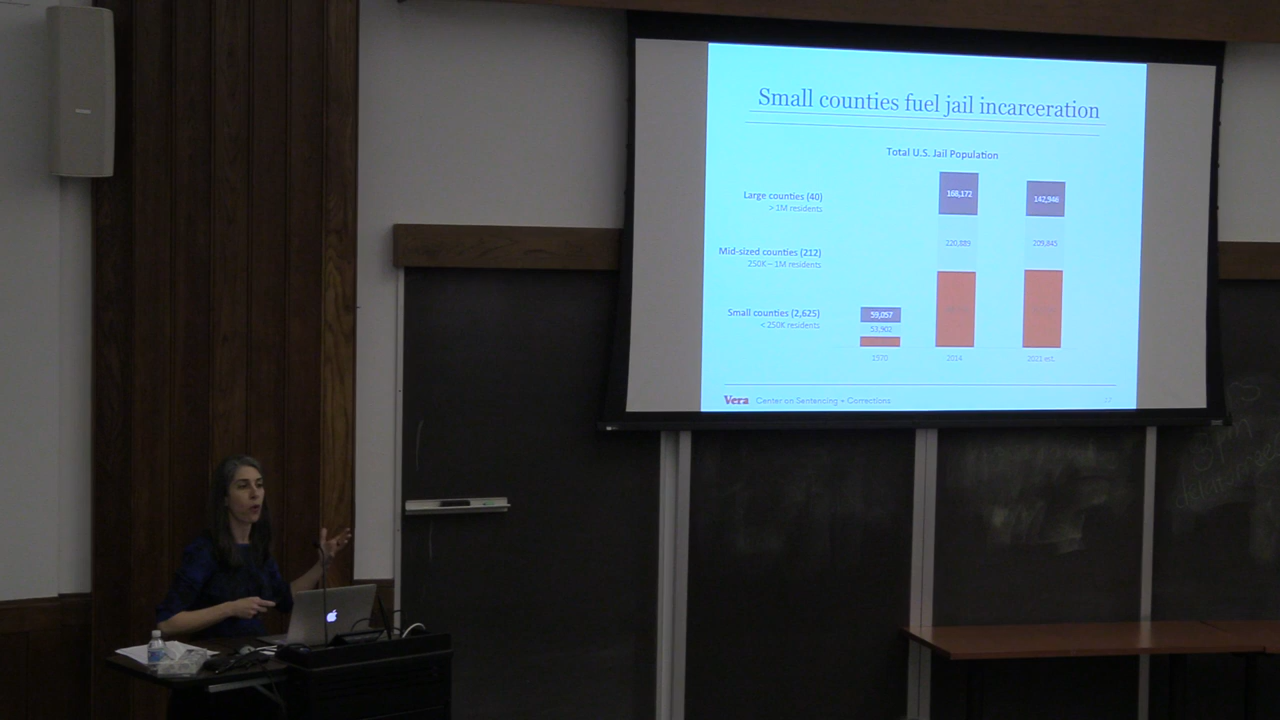 Small counties fuel jail incarceration
Total U.S. Jail Population
Large counties (40)
> 1M residents
168,172
142,946
Mid-sized counties (212)
250K – 1M residents
220,889
209,845
Small counties (2,625)
< 250K residents
59,057
53,902
1970
2014
2021 est.
Vera Center on Sentencing + Corrections
pm